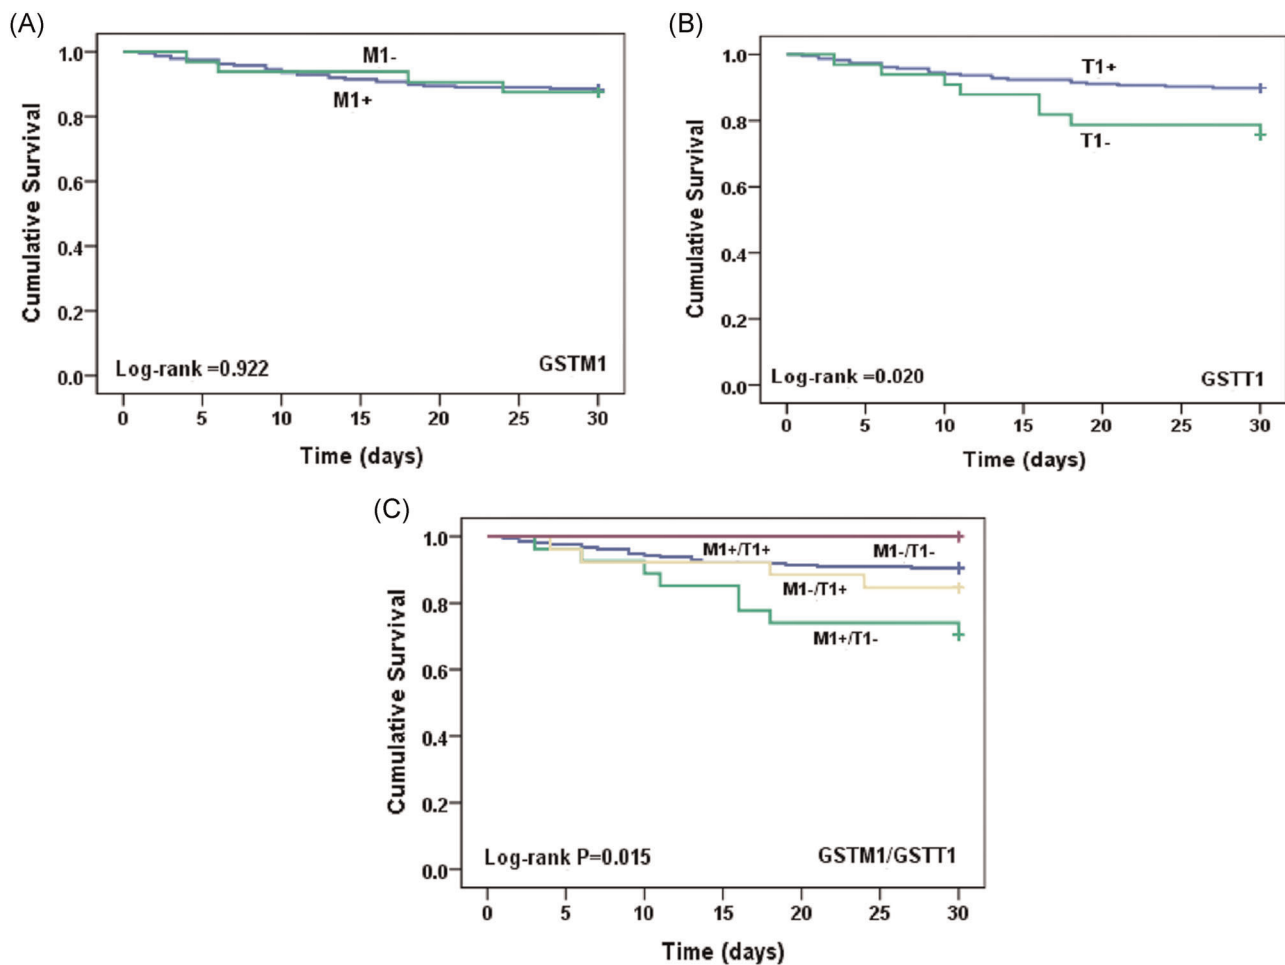 (A)
Cumulative Survival
1.0
0.8
0.6
0.4
0.2
0.0
M1-
M1+
Log-rank =0.922
GSTM1
0 5 10 15 20 25 30
Time (days)
(B)
Cumulative Survival
1.0
0.8
0.6
0.4
0.2
0.0
T1+
T1-
Log-rank =0.020
GSTT1
0 5 10 15 20 25 30
Time (days)
(C)
Cumulative Survival
1.0
0.8
0.6
0.4
0.2
0.0
M1+/T1+ M1-/T1-
M1-/T1+
M1+/T1-
Log-rank P=0.015
GSTM1/GSTT1
0 5 10 15 20 25 30
Time (days)